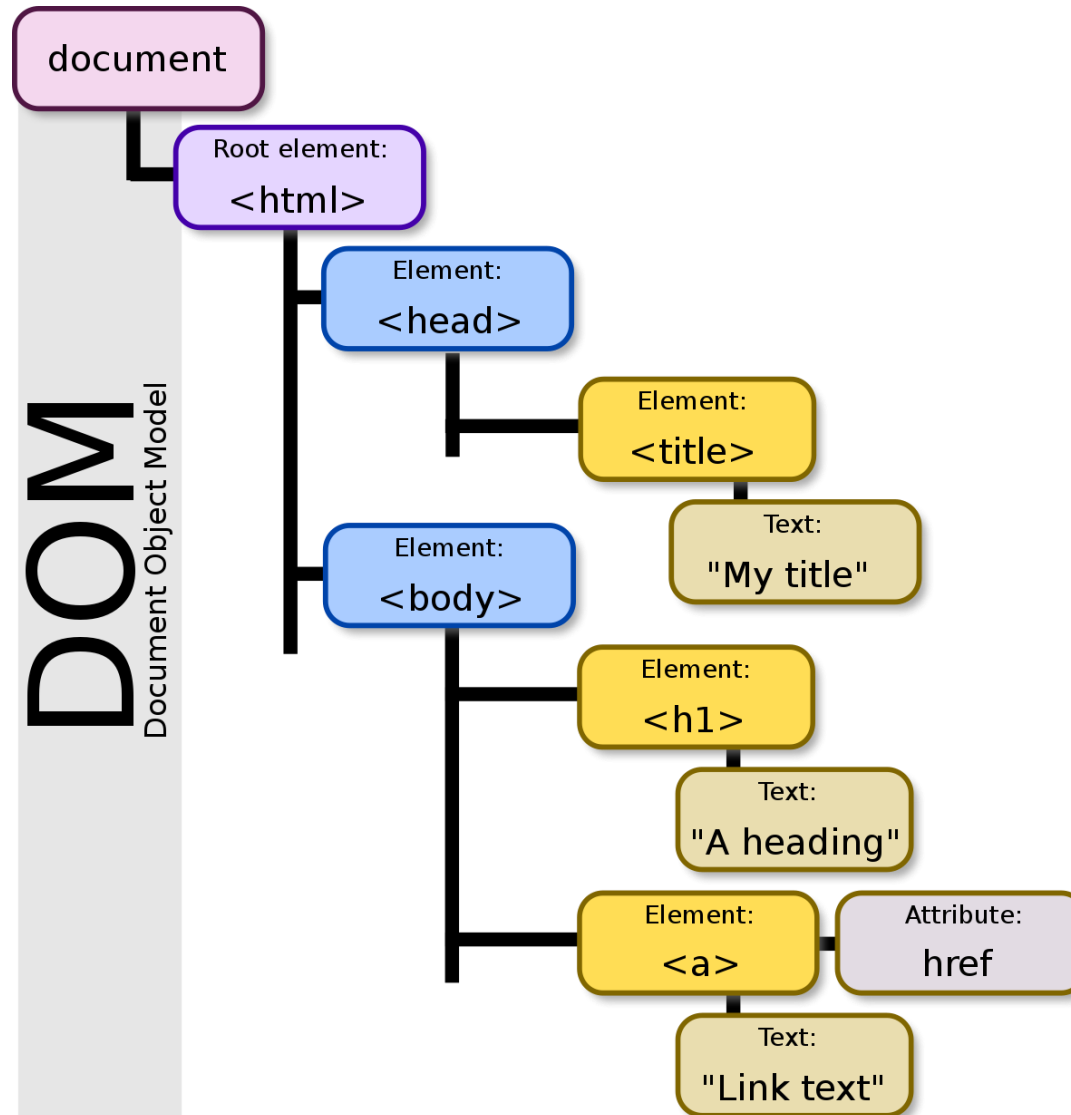 document
Root element:
<html>
Element:
<head>
Element:
<title>
Text:
"My title"
Element:
<body>
Element:
<h1>
Text:
"A heading"
Element:
<a>
Attribute:
href
Text:
"Link text"
DOM
Document Object Model